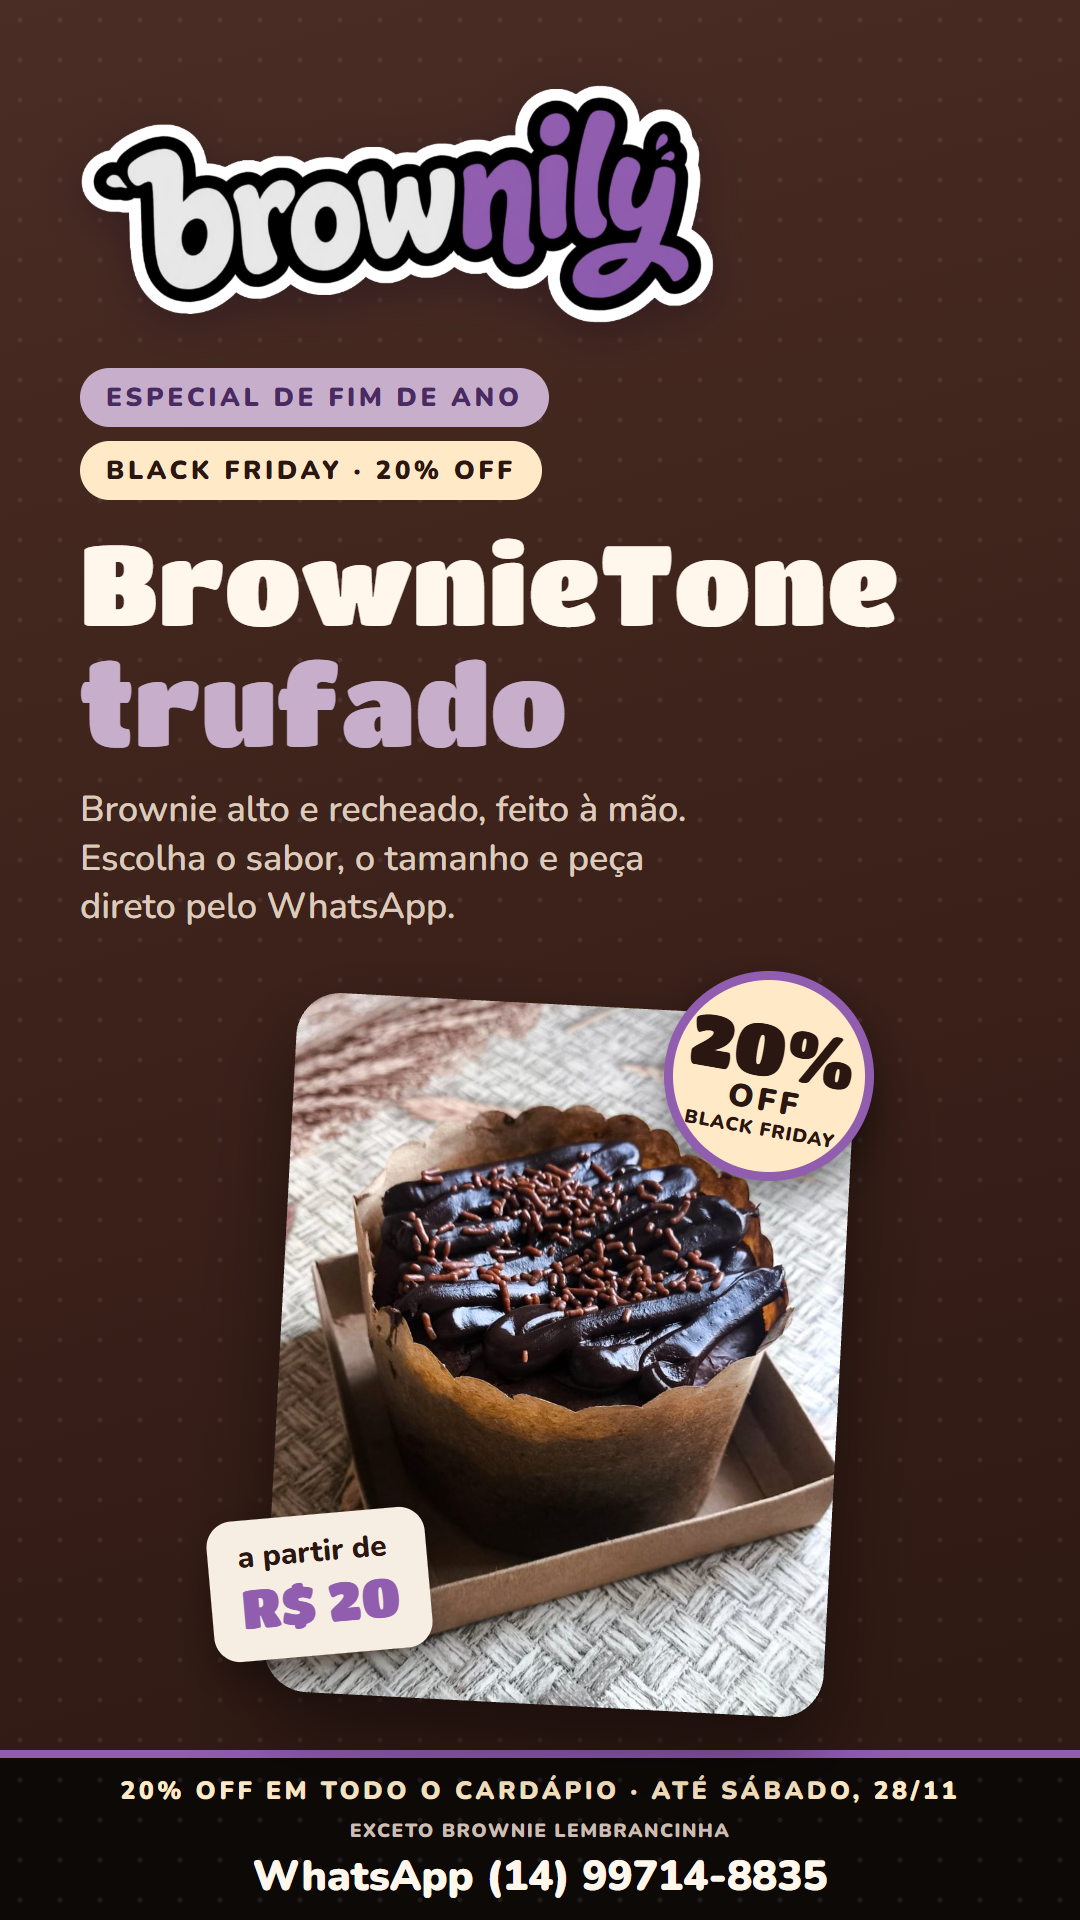 brownily
ESPECIAL DE FIM DE ANO
BLACK FRIDAY · 20% OFF
BrownieTone
trufado
Brownie alto e recheado, feito à mão.
Escolha o sabor, o tamanho e peça
direto pelo WhatsApp.
20%
OFF
BLACK FRIDAY
a partir de
R$ 20
20% OFF EM TODO O CARDÁPIO · ATÉ SÁBADO, 28/11
EXCETO BROWNIE LEMBRANCINHA
WhatsApp (14) 99714-8835